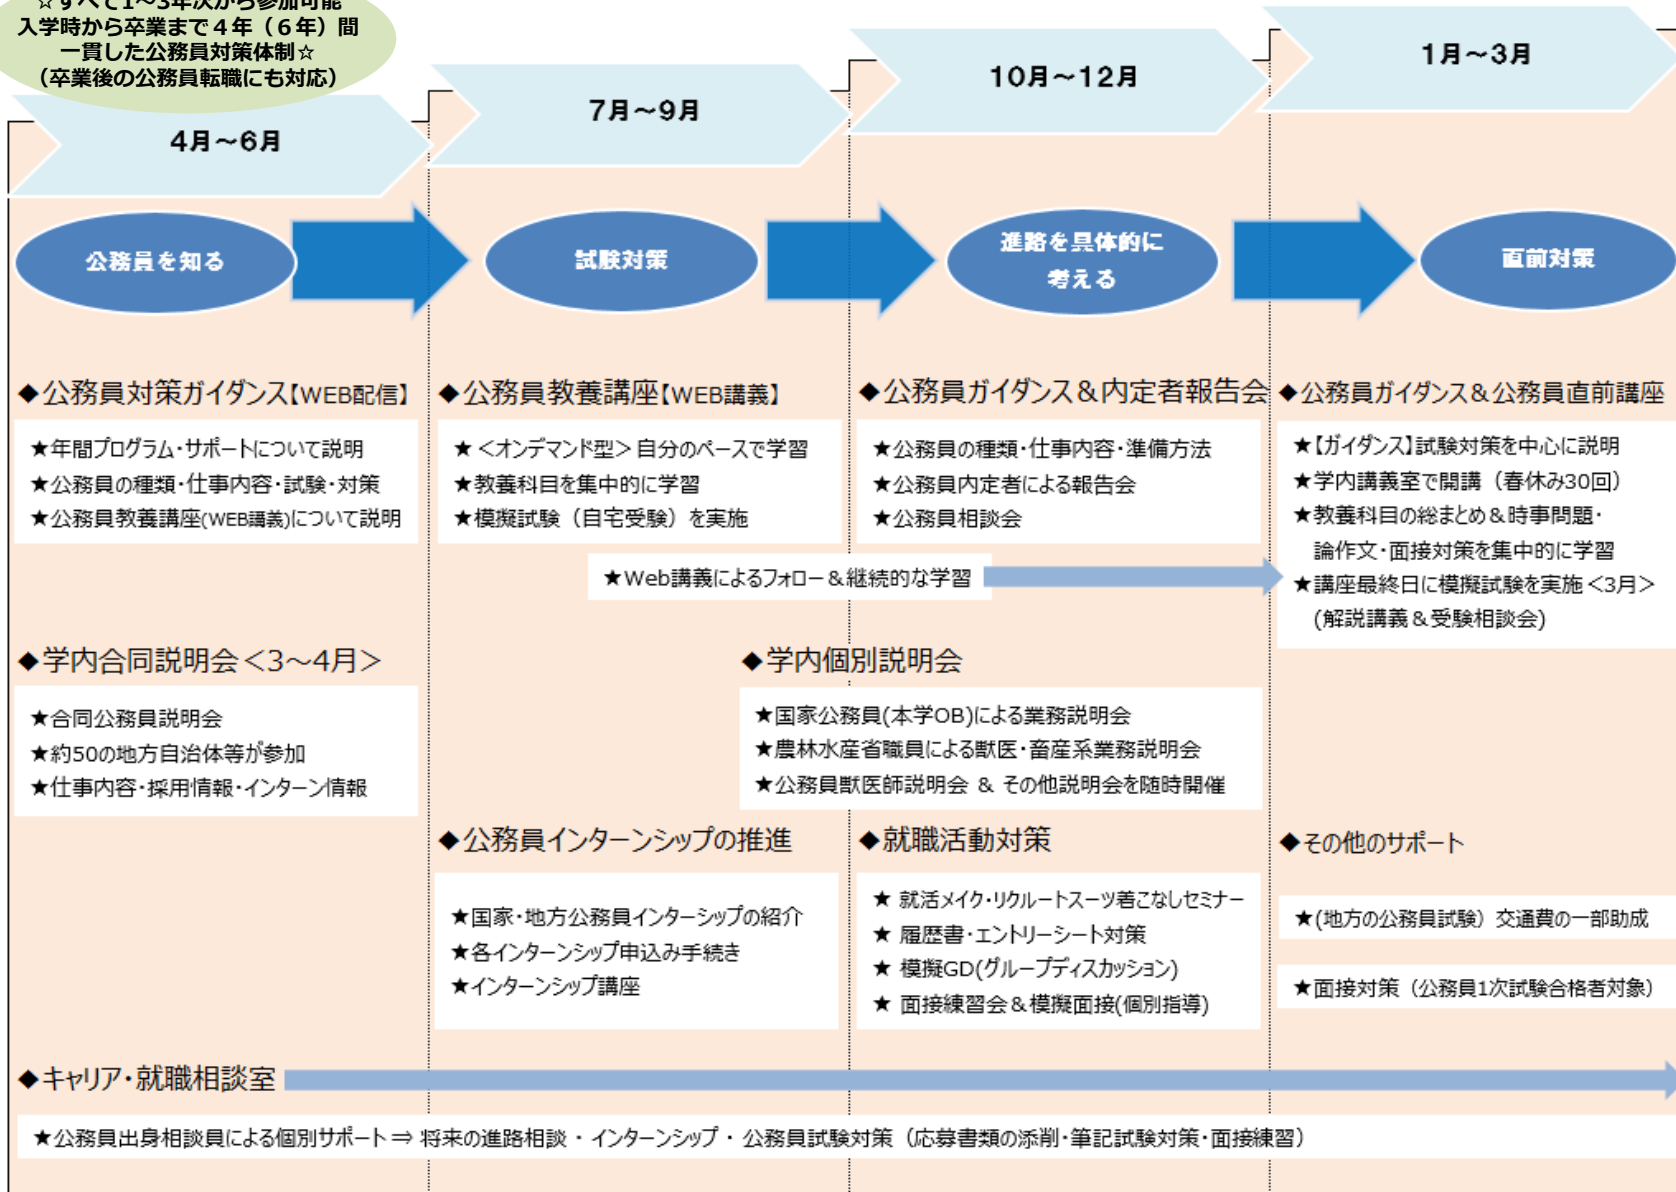 ☆すべて1～3年次から参加可能
入学時から卒業まで４年（６年）間
一貫した公務員対策体制☆
（卒業後の公務員転職にも対応）
4月～6月
7月～9月
10月～12月
1月～3月
公務員を知る
試験対策
進路を具体的に
考える
直前対策
◆公務員対策ガイダンス【WEB配信】
★年間プログラム・サポートについて説明
★公務員の種類・仕事内容・試験・対策
★公務員教養講座(WEB講義)について説明
◆公務員教養講座【WEB講義】
★＜オンデマンド型＞自分のペースで学習
★教養科目を集中的に学習
★模擬試験（自宅受験）を実施
◆公務員ガイダンス＆内定者報告会
★公務員の種類・仕事内容・準備方法
★公務員内定者による報告会
★公務員相談会
◆公務員ガイダンス＆公務員直前講座
★【ガイダンス】試験対策を中心に説明
★学内講義室で開講（春休み30回）
★教養科目の総まとめ＆時事問題・
論作文・面接対策を集中的に学習
★講座最終日に模擬試験を実施＜3月＞
(解説講義＆受験相談会)
★Web講義によるフォロー＆継続的な学習
◆学内合同説明会＜3～4月＞
★合同公務員説明会
★約50の地方自治体等が参加
★仕事内容・採用情報・インターン情報
◆学内個別説明会
★国家公務員(本学OB)による業務説明会
★農林水産省職員による獣医・畜産系業務説明会
★公務員獣医師説明会 ＆ その他説明会を随時開催
◆公務員インターンシップの推進
★国家・地方公務員インターシップの紹介
★各インターンシップ申込み手続き
★インターンシップ講座
◆就職活動対策
★ 就活メイク・リクルートスーツ着こなしセミナー
★ 履歴書・エントリーシート対策
★ 模擬GD(グループディスカッション)
★ 面接練習会＆模擬面接(個別指導)
◆その他のサポート
★(地方の公務員試験）交通費の一部助成
★面接対策（公務員1次試験合格者対象）
◆キャリア・就職相談室
★公務員出身相談員による個別サポート⇒ 将来の進路相談 ・ インターンシップ ・ 公務員試験対策（応募書類の添削・筆記試験対策・面接練習）